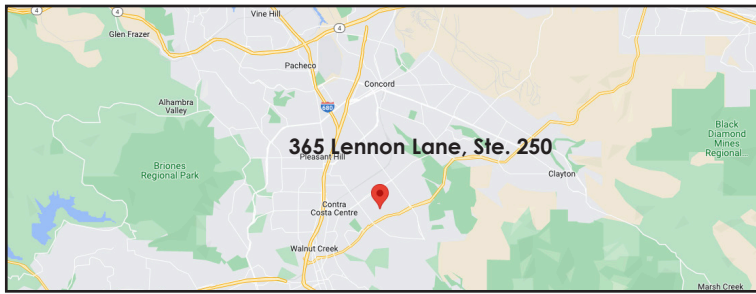 4
Vine Hill
4
Glen Frazer
4
Pacheco
Concord
Alhambra
Valley
680
365 Lennon Lane, Ste. 250
Pleasant Hill
Black
Diamond
Mines
Regional...
Briones
Regional Park
Clayton
Contra
Costa Centre
Walnut Creek
Marsh Creek